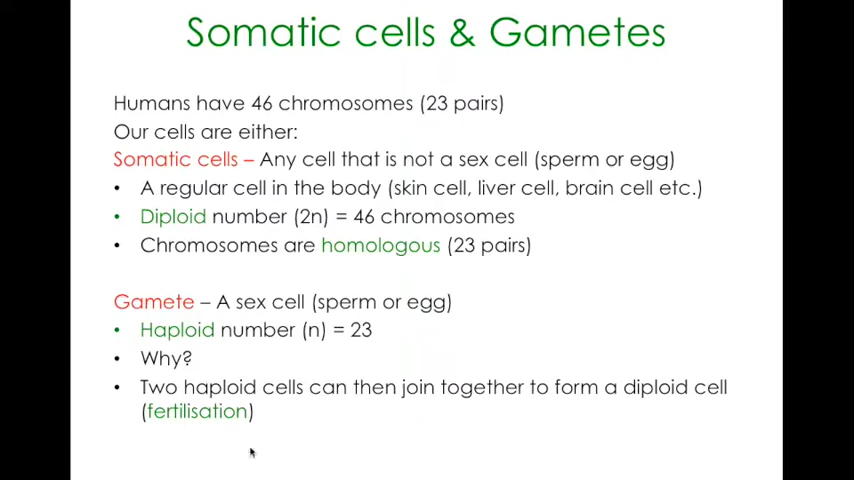 Somatic cells & Gametes
Humans have 46 chromosomes (23 pairs)
Our cells are either:
Somatic cells – Any cell that is not a sex cell (sperm or egg)
• A regular cell in the body (skin cell, liver cell, brain cell etc.)
• Diploid number (2n) = 46 chromosomes
• Chromosomes are homologous (23 pairs)
Gamete – A sex cell (sperm or egg)
• Haploid number (n) = 23
• Why?
• Two haploid cells can then join together to form a diploid cell
(fertilisation)